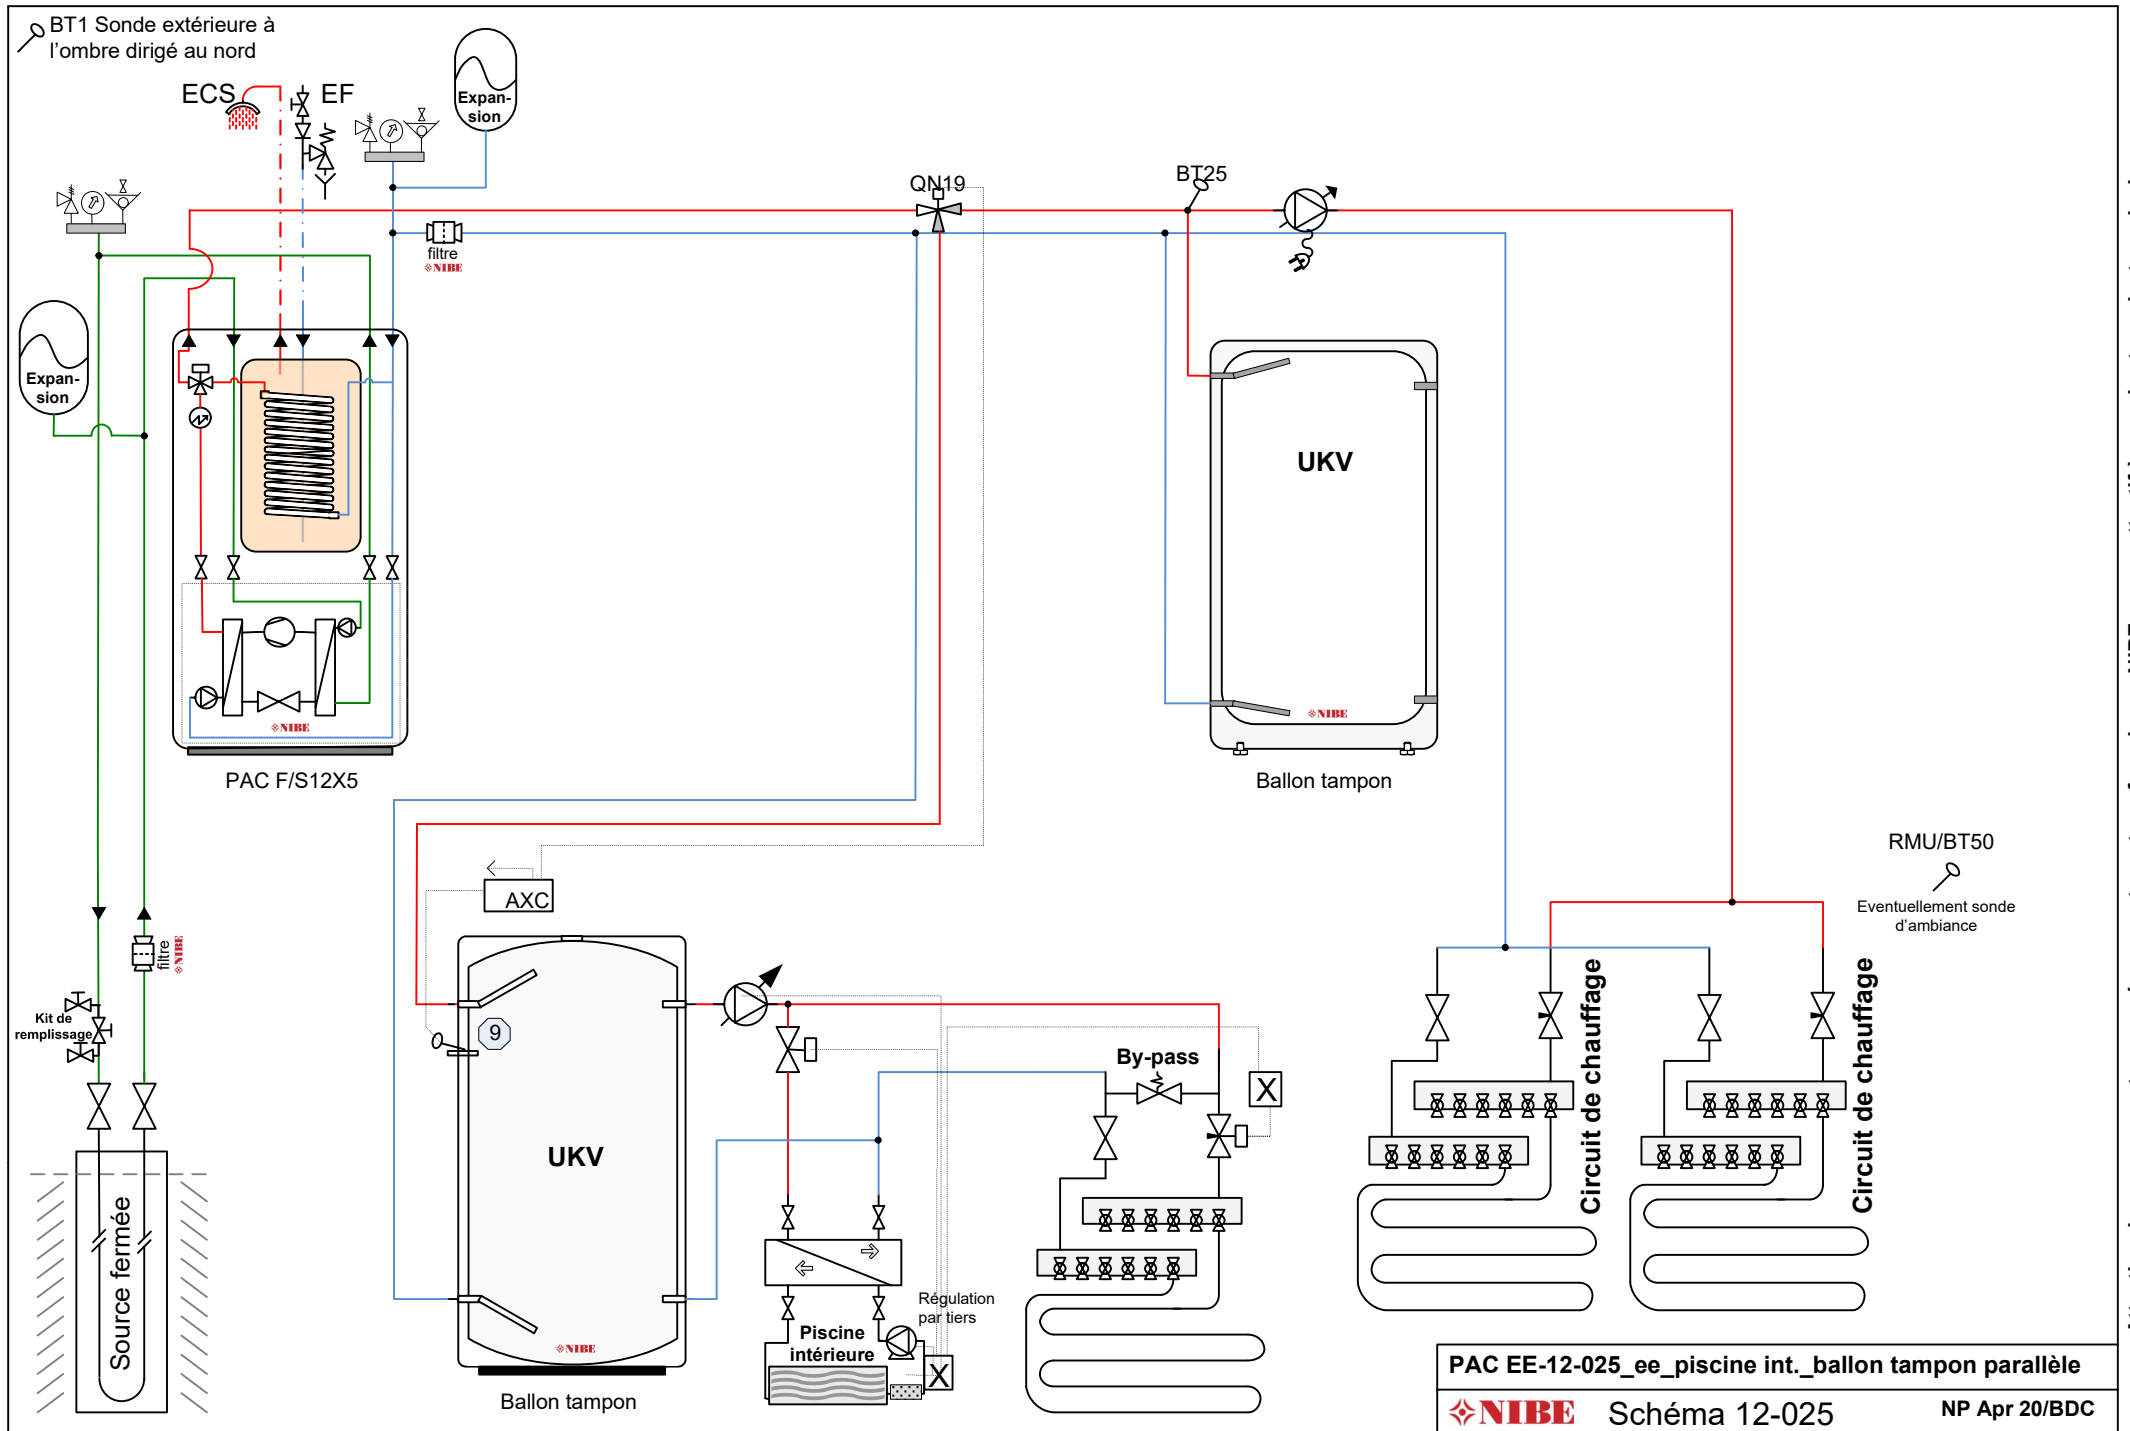 BT1 Sonde extérieure à
l'ombre dirigé au nord
ECS
EF
Expan-
sion
filtre
NIBE
QN19
BT25
Expan-
sion
NIBE
PAC F/S12X5
UKV
NIBE
Ballon tampon
RMU/BT50
Eventuellement sonde
d'ambiance
AXC
filtre
NIBE
Kit de
remplissage
9
By-pass
X
UKV
NIBE
Ballon tampon
Source fermée
Régulation
par tiers
Piscine
intérieure
X
Circuit de chauffage
Circuit de chauffage
PAC EE-12-025_ee_piscine int._ballon tampon parallèle
NIBE
Schéma 12-025
NP Apr 20/BDC